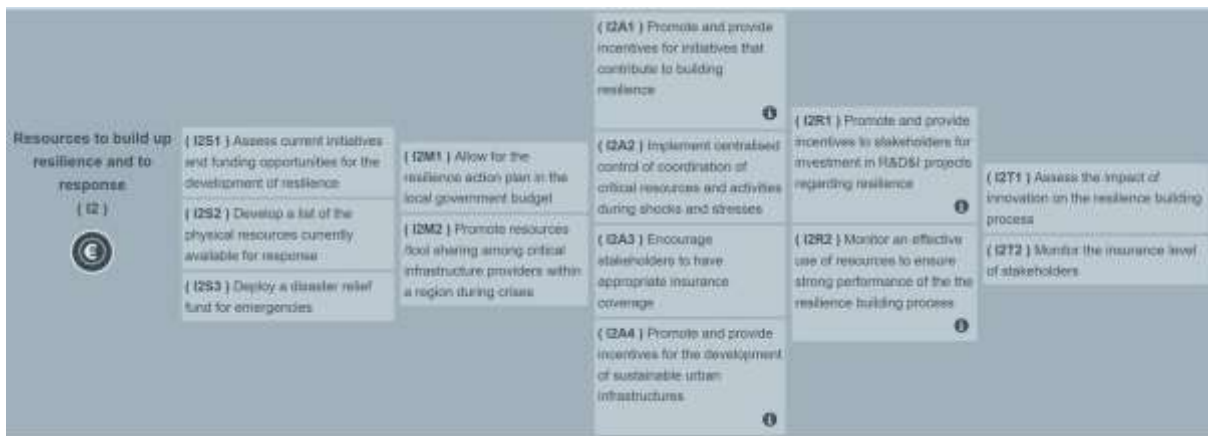 Resources to build up
resilience and to
response
( I2 )
( I2S1 ) Assess current initiatives
and funding opportunities for the
development of resilience
( I2S2 ) Develop a list of the
physical resources currently
available for response
( I2S3 ) Deploy a disaster relief
fund for emergencies
( I2M1 ) Allow for the
resilience action plan in the
local government budget
( I2M2 ) Promote resources
/tool sharing among critical
infrastructure providers within
a region during crises
( I2A1 ) Promote and provide
incentives for initiatives that
contribute to building
resilience
( I2A2 ) Implement centralised
control of coordination of
critical resources and activities
during shocks and stresses
( I2A3 ) Encourage
stakeholders to have
appropriate insurance
coverage
( I2A4 ) Promote and provide
incentives for the development
of sustainable urban
infrastructures
( I2R1 ) Promote and provide
incentives to stakeholders for
investment in R&D&I projects
regarding resilience
( I2R2 ) Monitor an effective
use of resources to ensure
strong performance of the the
resilience building process
( I2T1 ) Assess the impact of
innovation on the resilience building
process
( I2T2 ) Monitor the insurance level
of stakeholders